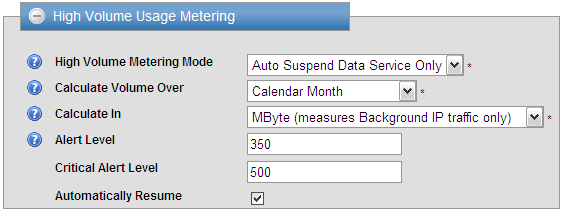 High Volume Usage Metering
High Volume Metering Mode Auto Suspend Data Service Only *
Calculate Volume Over Calendar Month *
Calculate In MByte (measures Background IP traffic only) *
Alert Level 350
Critical Alert Level 500
Automatically Resume